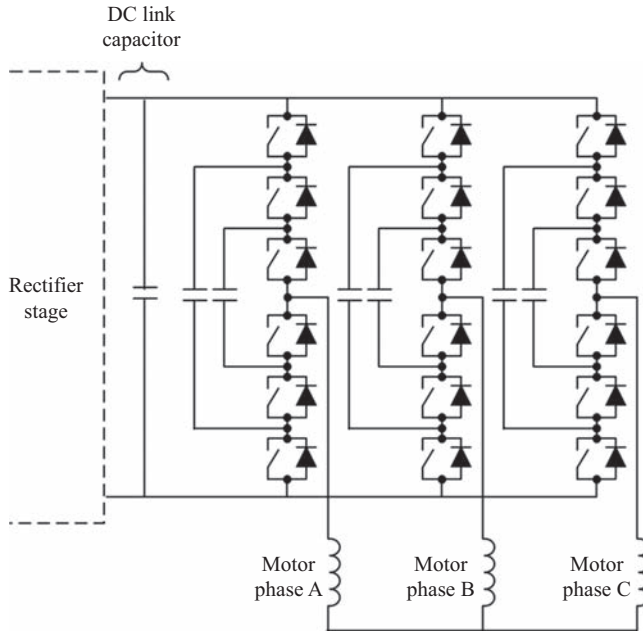 DC link
capacitor
Rectifier
stage
Motor
phase A
Motor
phase B
Motor
phase C